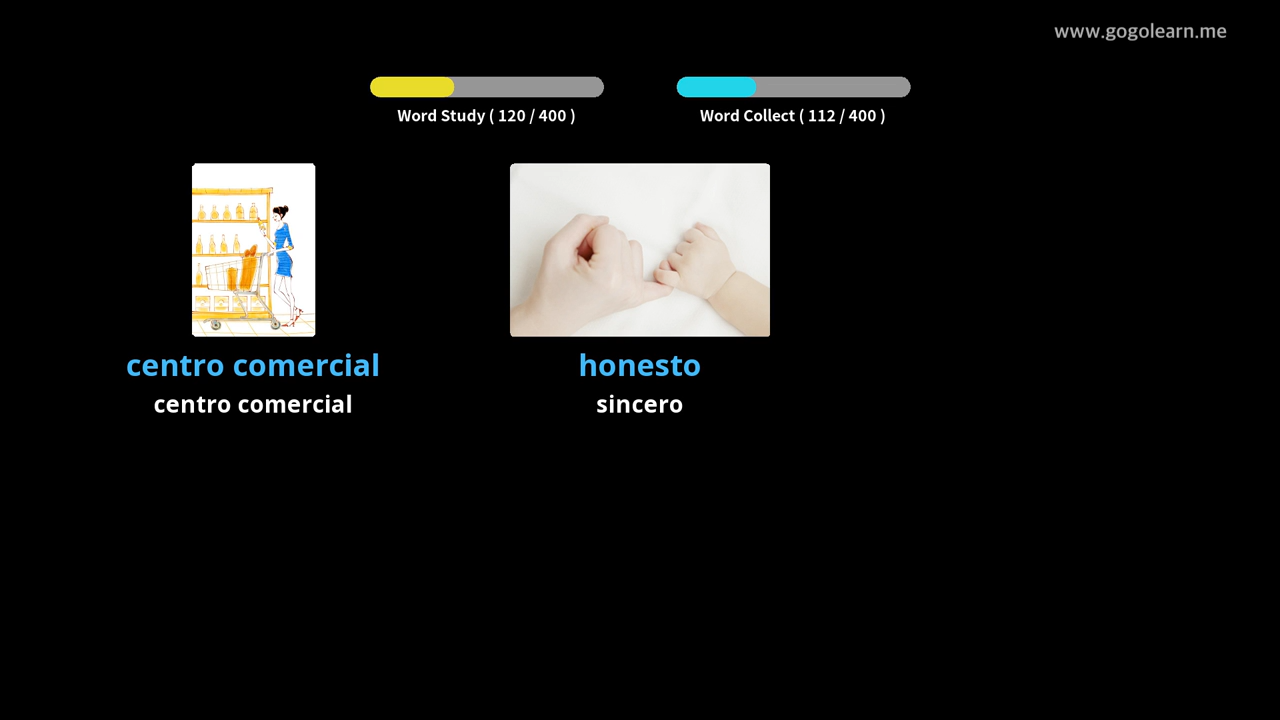 www.gogolearn.me
Word Study ( 120 / 400 )
Word Collect ( 112 / 400 )
centro comercial
centro comercial
honesto
sincero